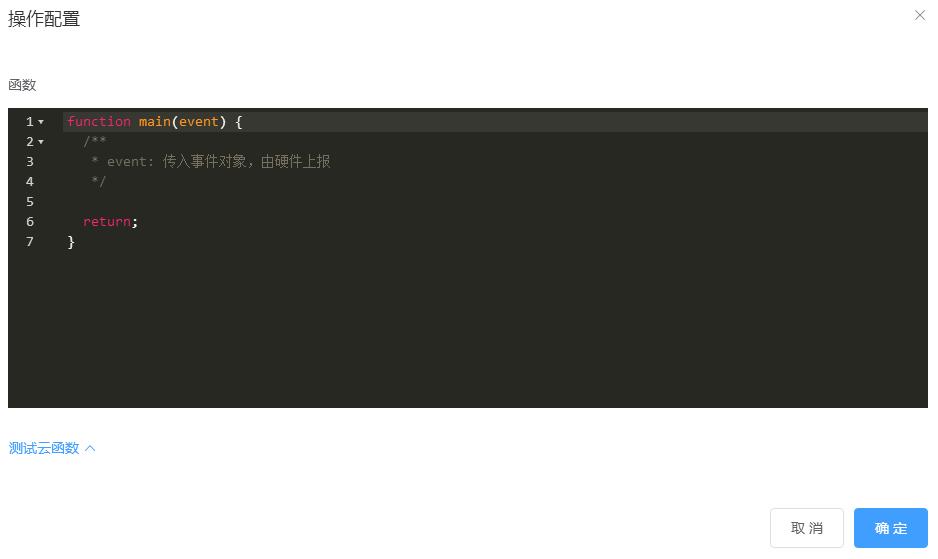 操作配置
函数
1 function main(event) {
2 /**
3 * event: 传入事件对象，由硬件上报
4 */
5
6 return;
7 }
测试云函数
取消 确定